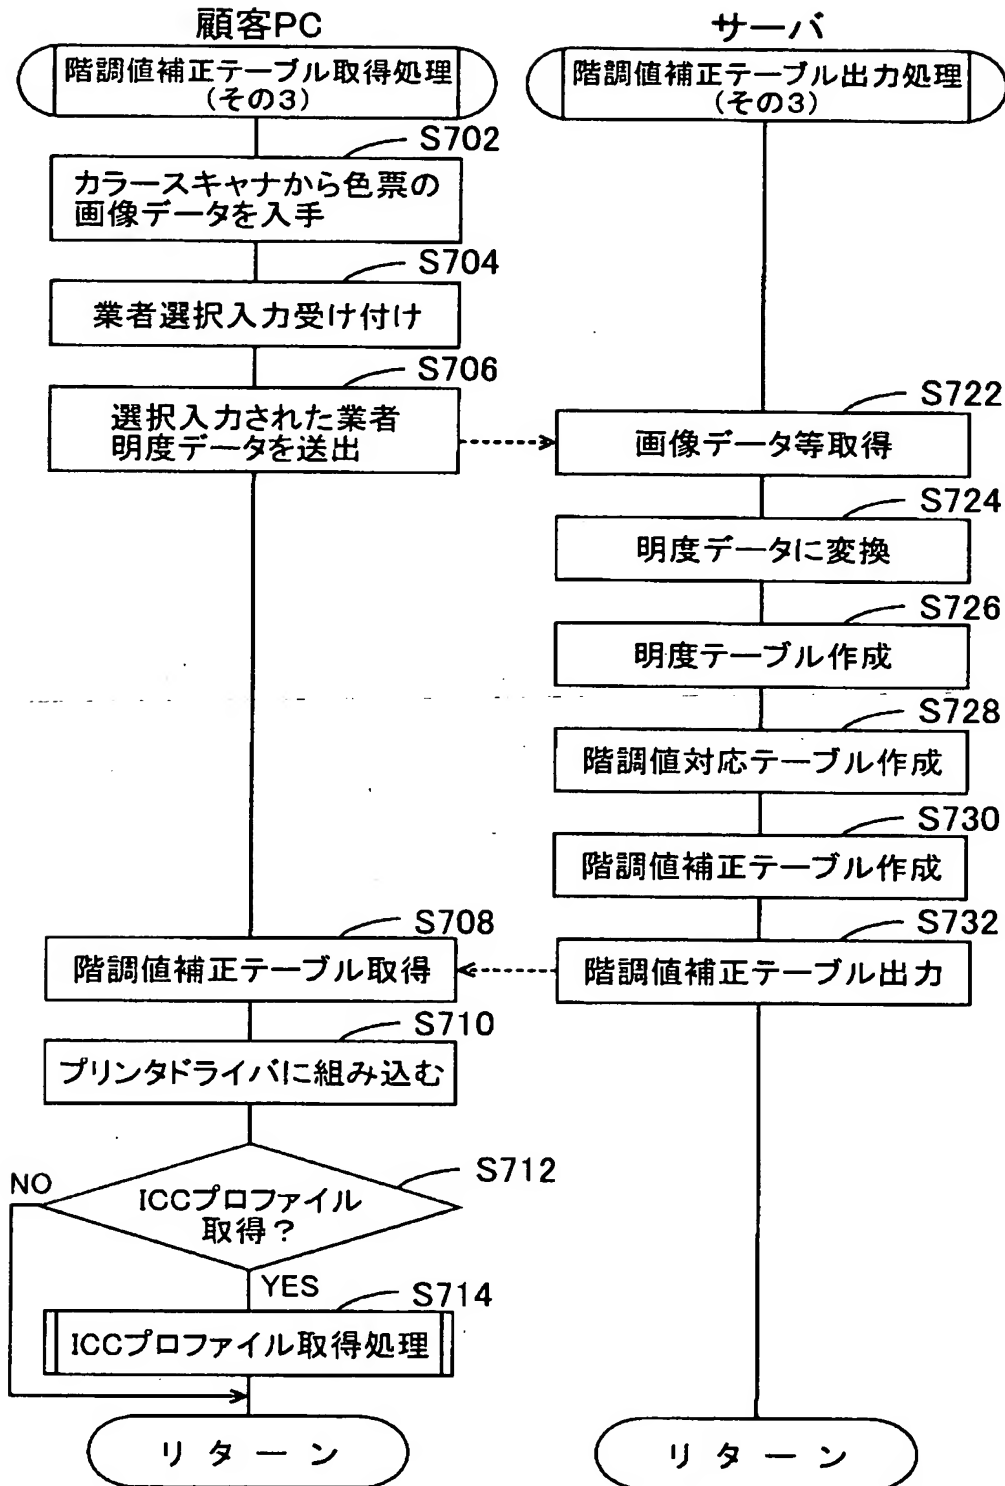 顧客PC
階調値補正テーブル取得処理
(その3)
S702
カラースキャナから色票の
画像データを入手
S704
業者選択入力受け付け
S706
選択入力された業者
明度データを送出
S708
階調値補正テーブル取得
S710
プリンタドライバに組み込む
S712
ICCプロファイル
取得?
NO
YES
S714
ICCプロファイル取得処理
リターン
サーバ
階調値補正テーブル出力処理
(その3)
S722
画像データ等取得
S724
明度データに変換
S726
明度テーブル作成
S728
階調値対応テーブル作成
S730
階調値補正テーブル作成
S732
階調値補正テーブル出力
リターン